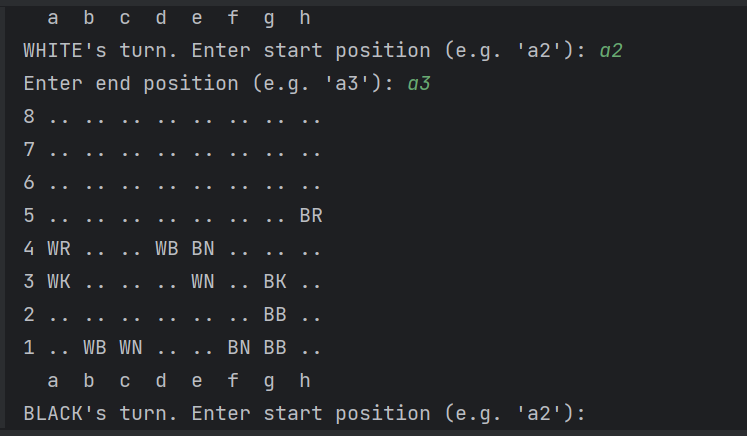 a  b  c  d  e  f  g  h
WHITE's turn. Enter start position (e.g. 'a2'): a2
Enter end position (e.g. 'a3'): a3
8 .. .. .. .. .. .. .. ..
7 .. .. .. .. .. .. .. ..
6 .. .. .. .. .. .. .. ..
5 .. .. .. .. .. .. .. BR
4 WR .. .. WB BN .. .. ..
3 WK .. .. .. WN .. BK ..
2 .. .. .. .. .. .. BB ..
1 .. WB WN .. .. BN BB ..
  a  b  c  d  e  f  g  h
BLACK's turn. Enter start position (e.g. 'a2'):